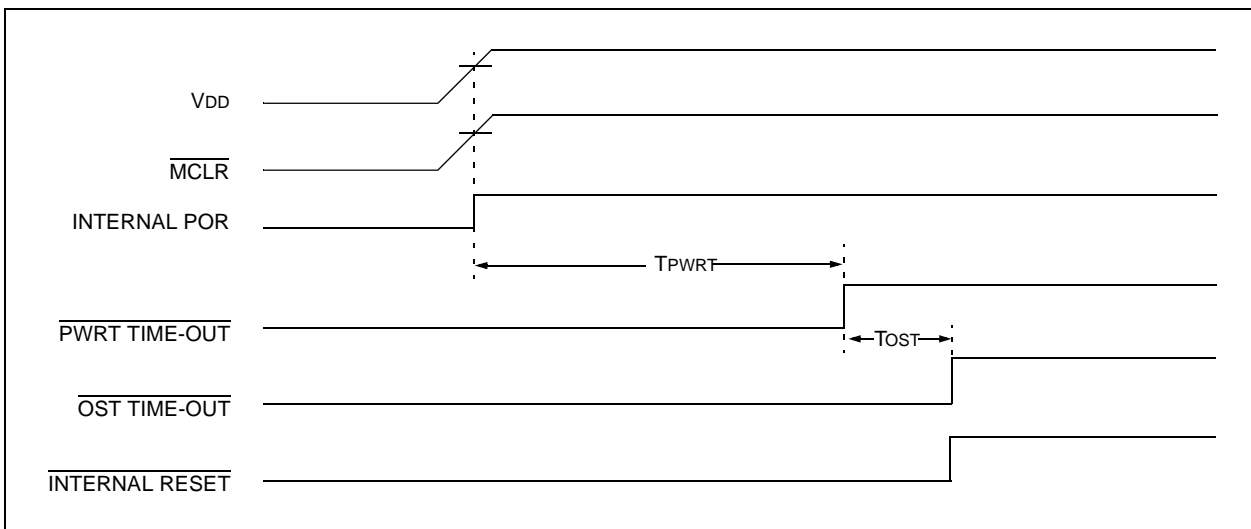 VDD
MCLR
INTERNAL POR
TPWRT
PWRT TIME-OUT
TOST
OST TIME-OUT
INTERNAL RESET